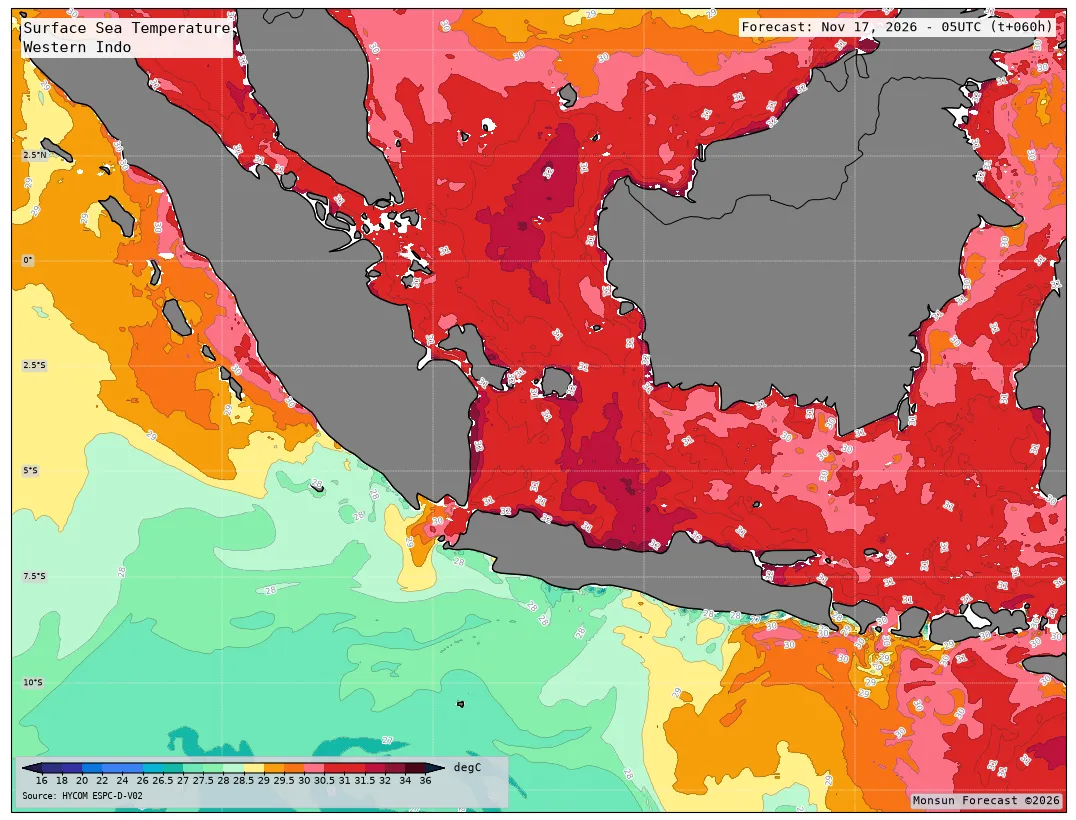 Surface Sea Temperature
Western Indo
Forecast: Nov 17, 2026 - 05UTC (t+060h)
2.5°N
0°
2.5°S
5°S
7.5°S
10°S
16 18 20 22 24 26 26.5 27 27.5 28 28.5 29 29.5 30 30.5 31 31.5 32 34 36 degC
Source: HYCOM ESPC-D-V02
Monsun Forecast ©2026